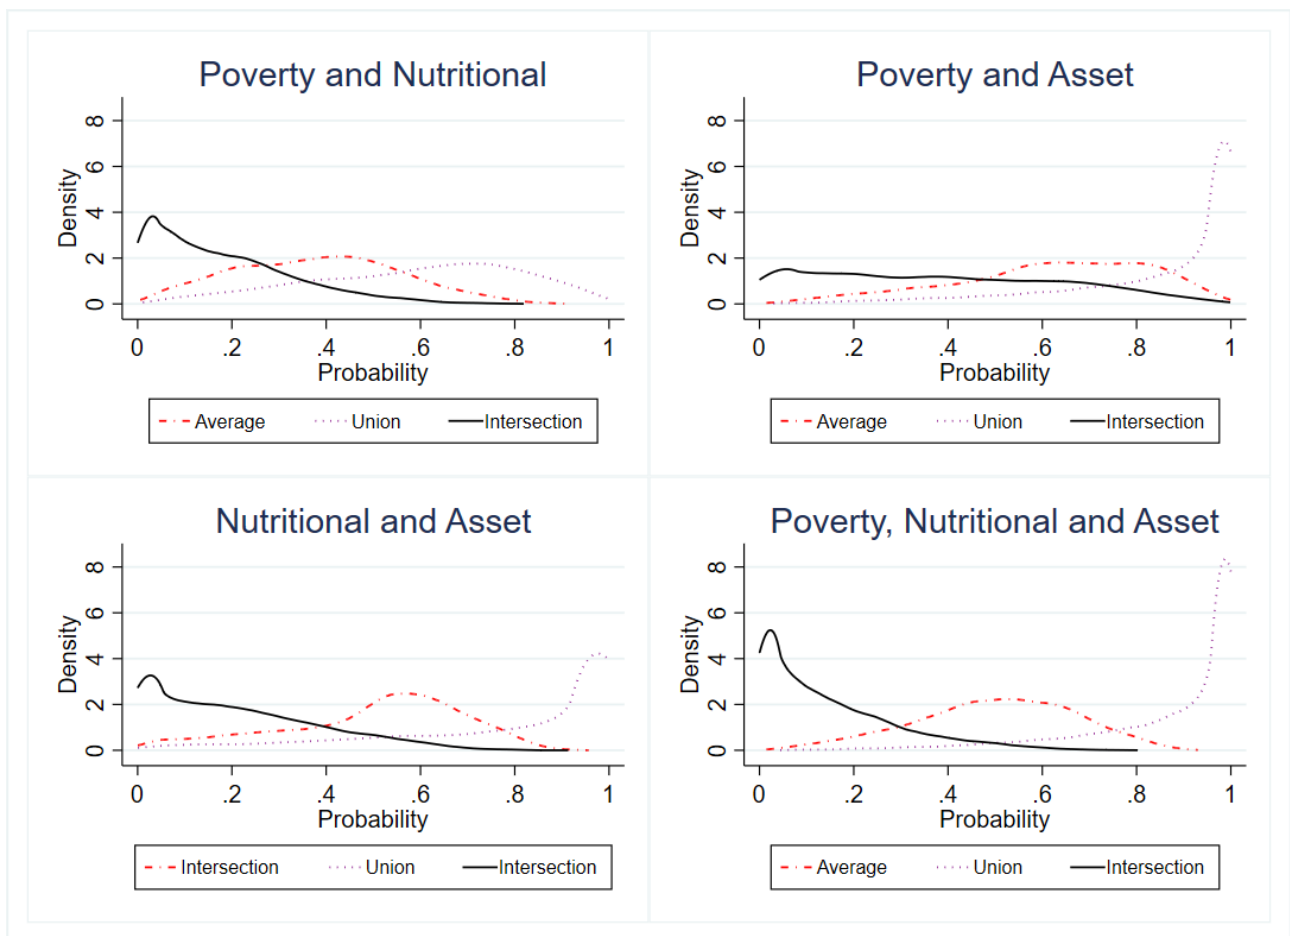 Poverty and Nutritional
Density
8
6
4
2
0
0 .2 .4 .6 .8 1
Probability
Average Union Intersection
Poverty and Asset
Density
8
6
4
2
0
0 .2 .4 .6 .8 1
Probability
Average Union Intersection
Nutritional and Asset
Density
8
6
4
2
0
0 .2 .4 .6 .8 1
Probability
Intersection Union Intersection
Poverty, Nutritional and Asset
Density
8
6
4
2
0
0 .2 .4 .6 .8 1
Probability
Average Union Intersection